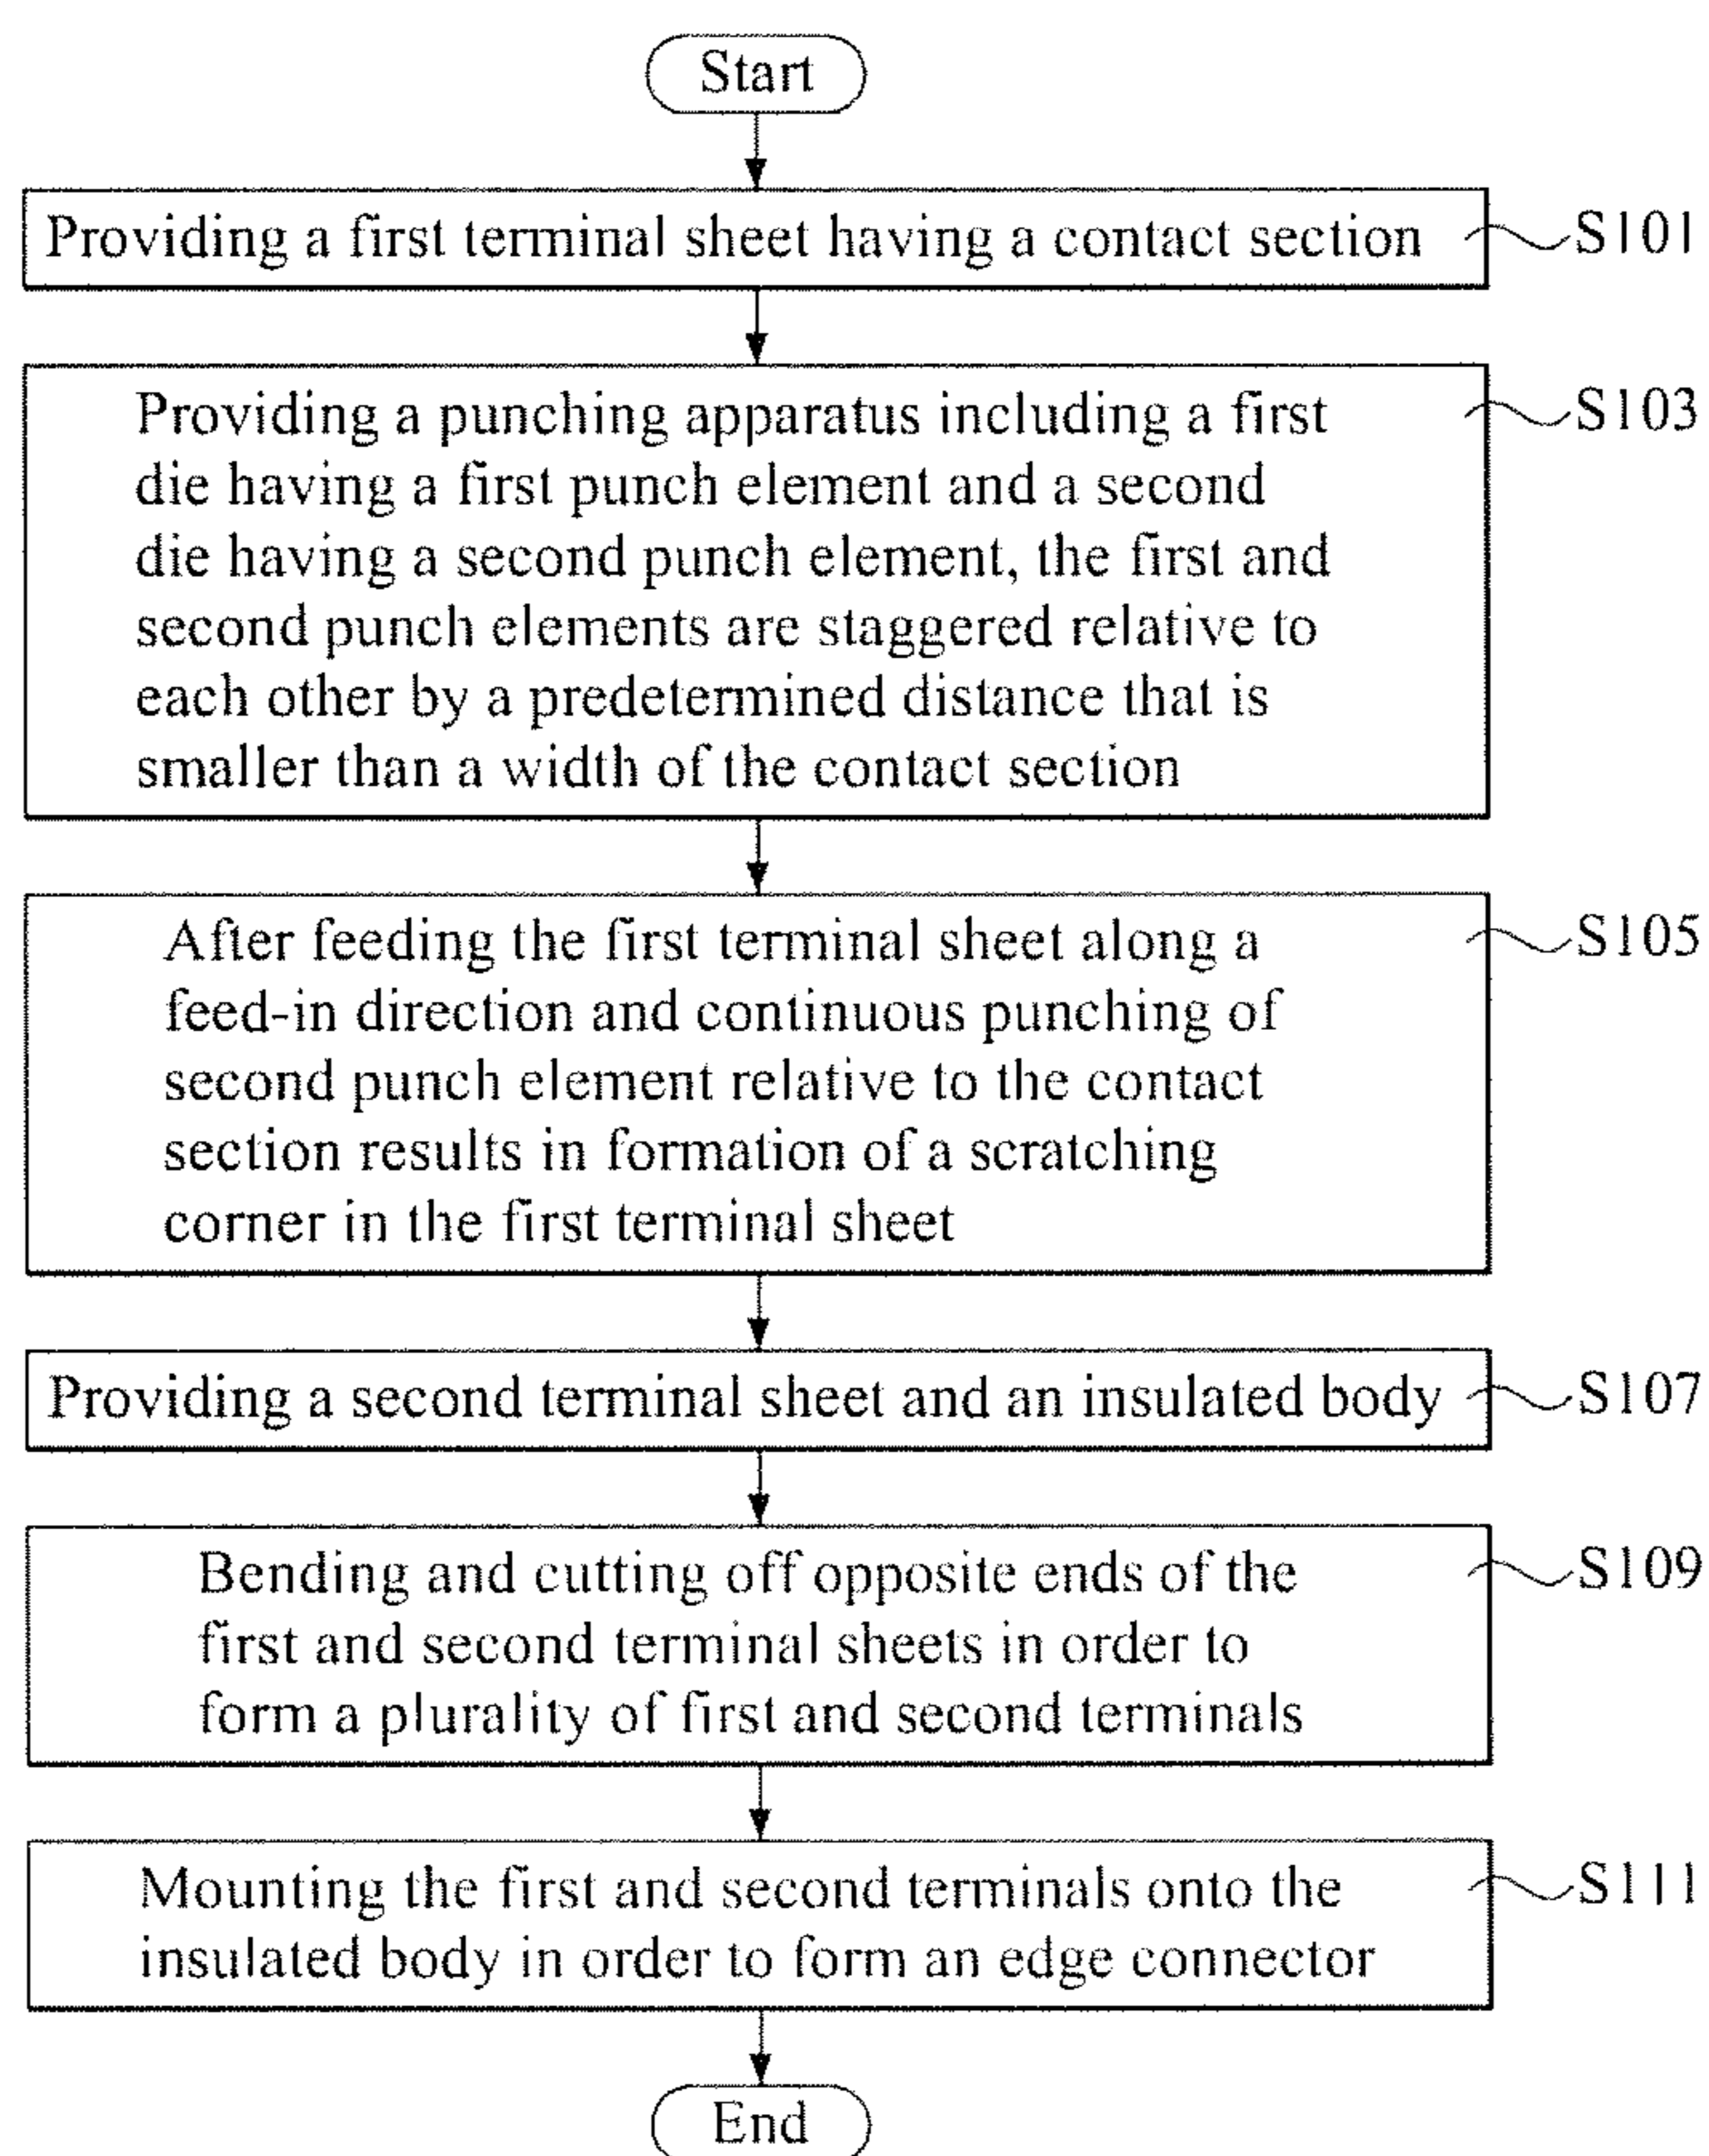 Start
Providing a first terminal sheet having a contact section
S101
Providing a punching apparatus including a first
die having a first punch element and a second
die having a second punch element, the first and
second punch elements are staggered relative to
each other by a predetermined distance that is
smaller than a width of the contact section
S103
After feeding the first terminal sheet along a
feed-in direction and continuous punching of
second punch element relative to the contact
section results in formation of a scratching
corner in the first terminal sheet
S105
Providing a second terminal sheet and an insulated body
S107
Bending and cutting off opposite ends of the
first and second terminal sheets in order to
form a plurality of first and second terminals
S109
Mounting the first and second terminals onto the
insulated body in order to form an edge connector
S111
End